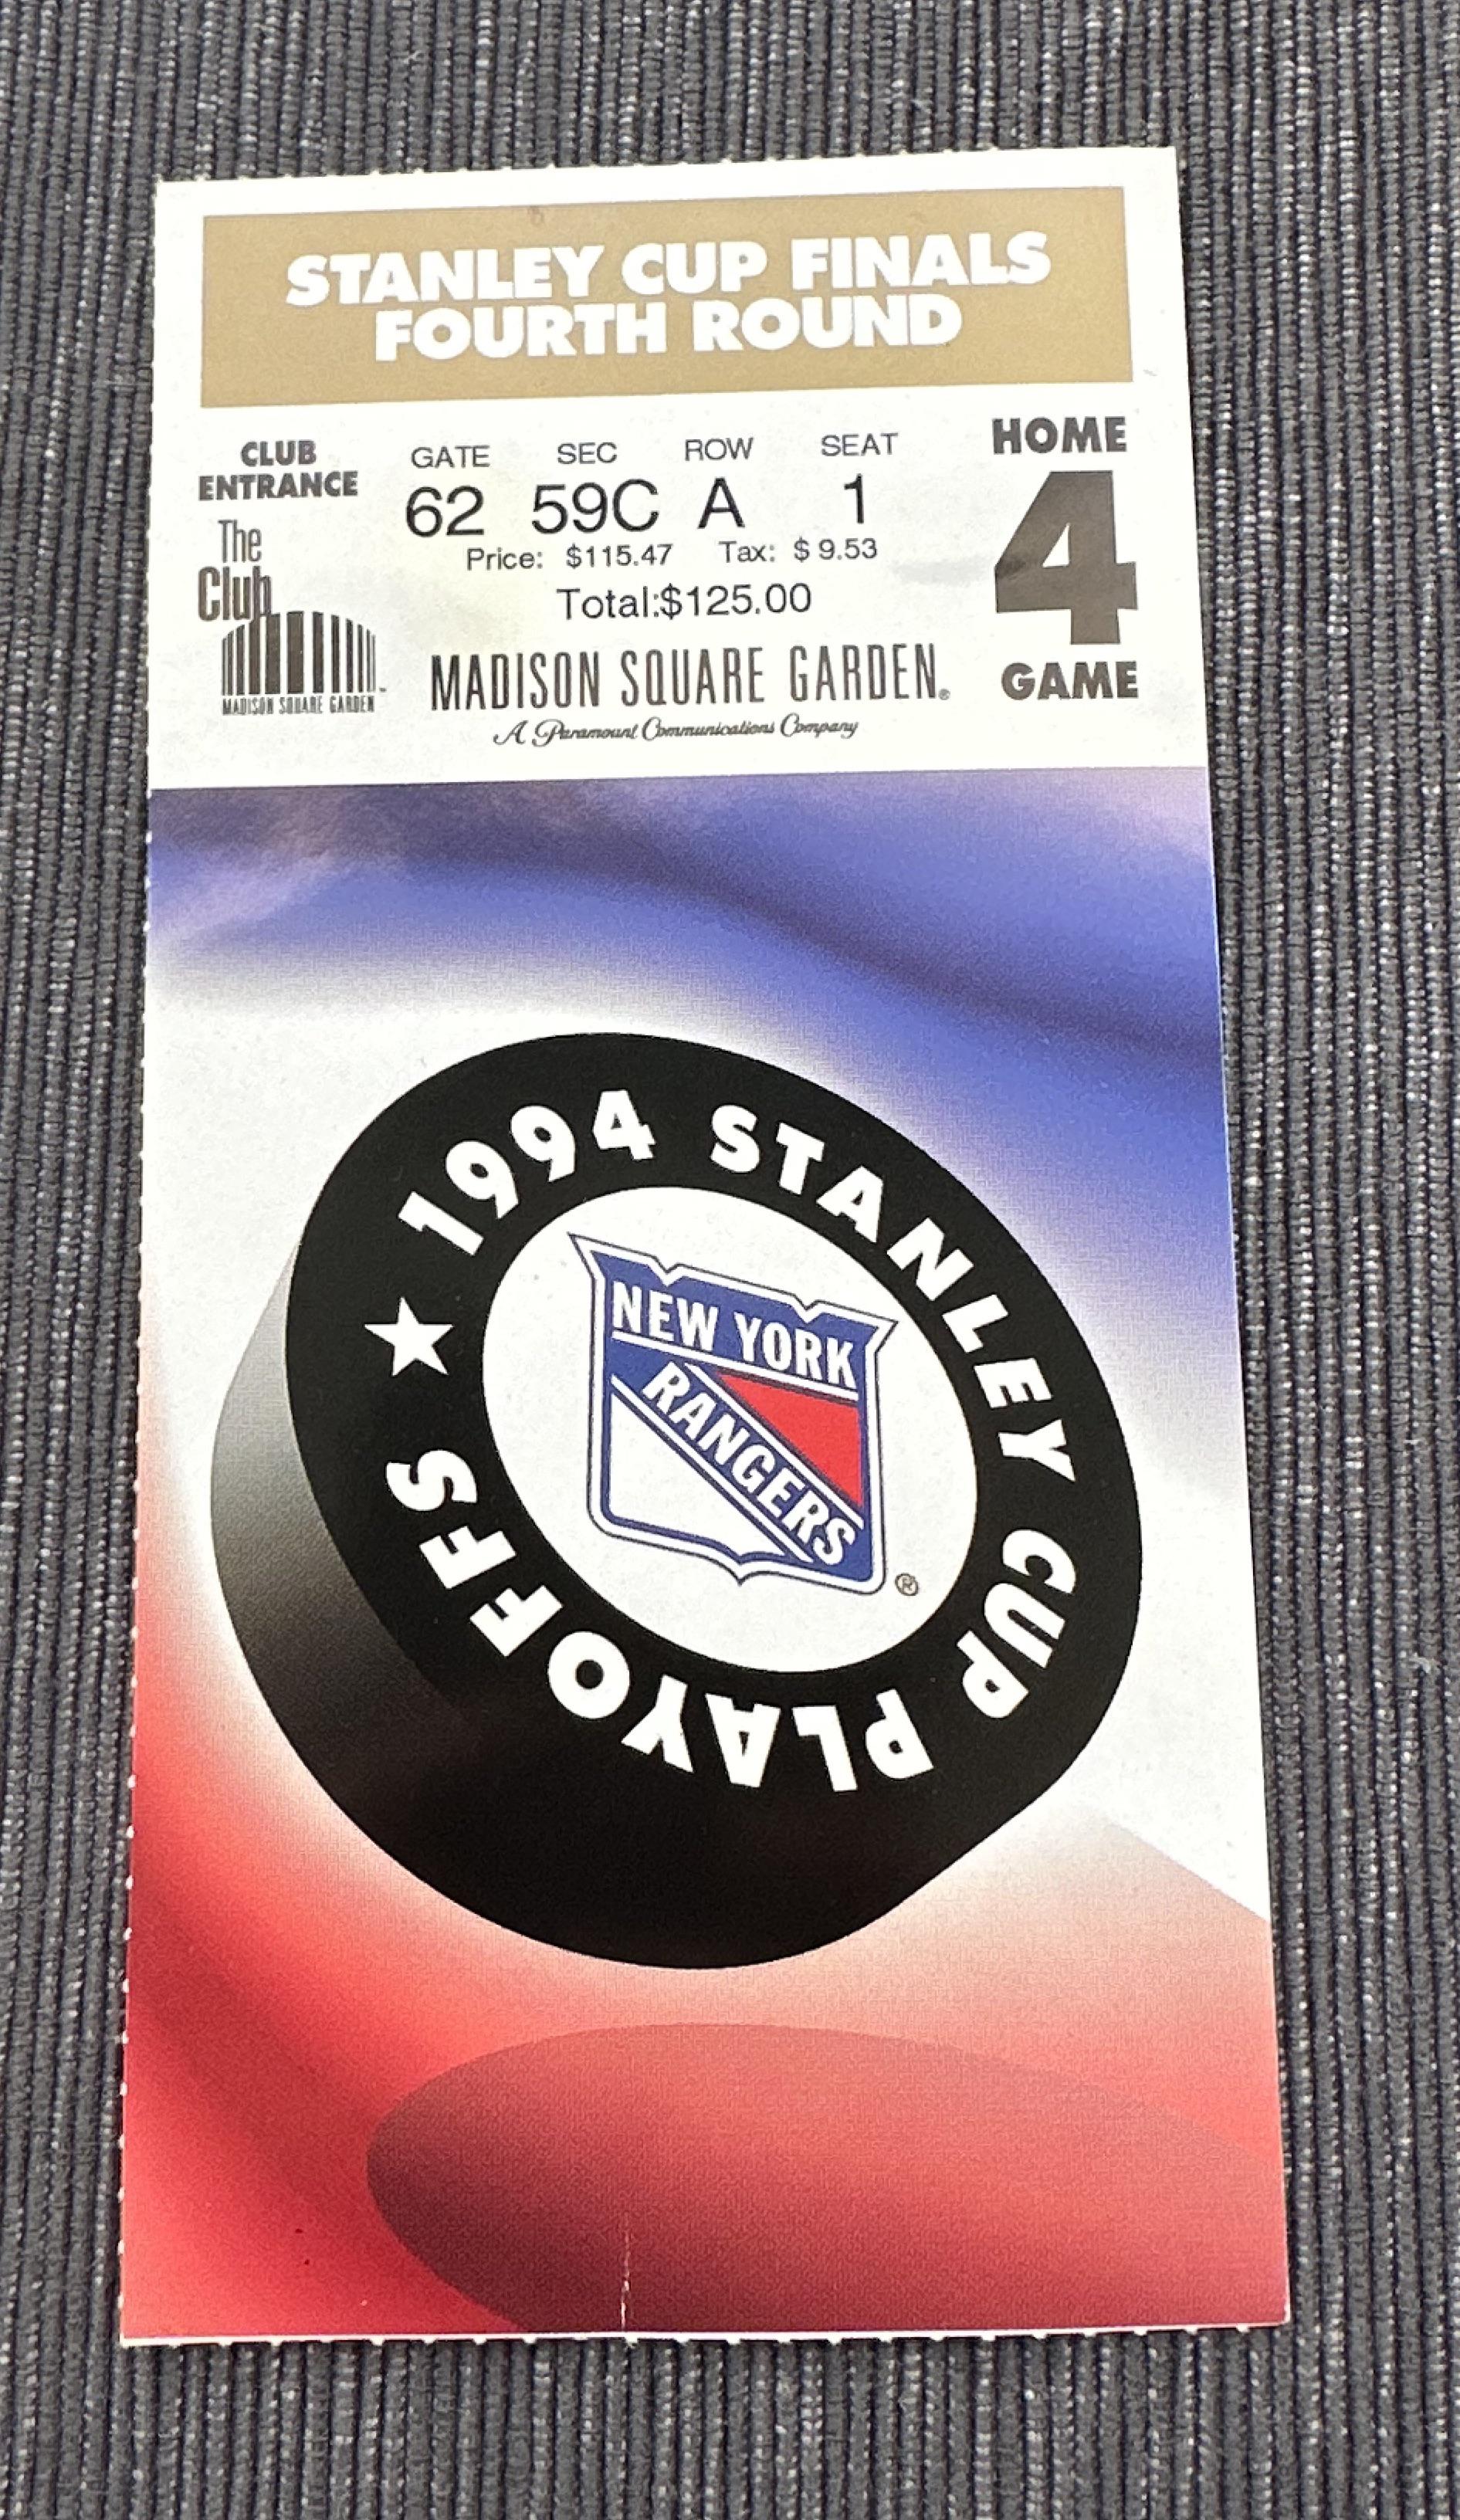 STANLEY CUP FINALS
FOURTH ROUND
CLUB
ENTRANCE
The
Club
MADISON SQUARE GARDEN™
GATE SEC ROW SEAT
62 59C A 1
Price: $115.47 Tax: $ 9.53
Total:$125.00
MADISON SQUARE GARDEN®
A Paramount Communications Company
HOME
4
GAME
★ 1994 STANLEY CUP PLAYOFFS
NEW YORK
RANGERS
®